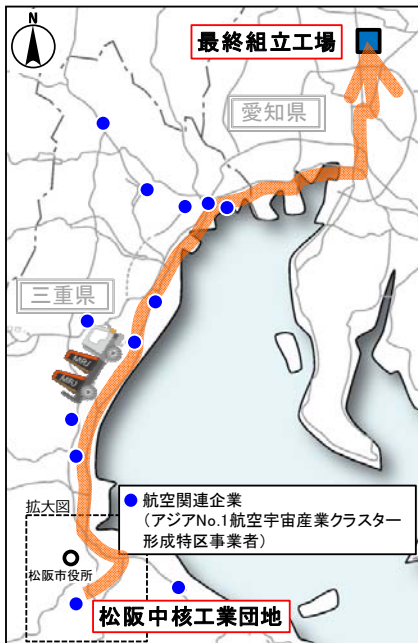 N
最終組立工場
愛知県
三重県
MRJ
MRJ
● 航空関連企業
（アジアNo.1航空宇宙産業クラスター
形成特区事業者）
拡大図
松阪市役所
松阪中核工業団地